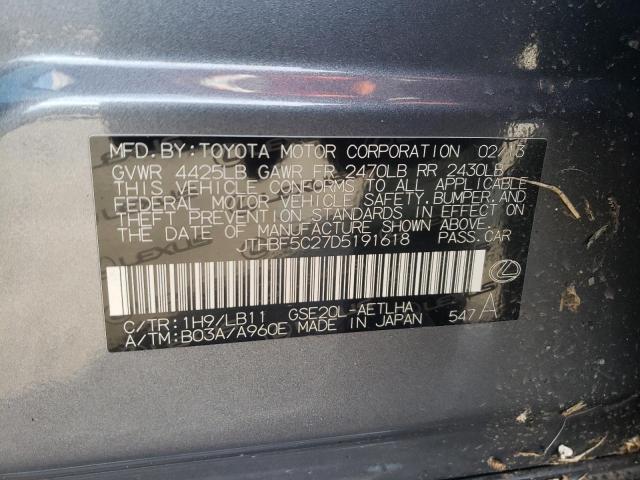 MFD.BY:TOYOTA MOTOR CORPORATION 02/13
GVWR 4425LB GAWR FR 2470LB RR 2430LB
THIS VEHICLE CONFORMS TO ALL APPLICABLE
FEDERAL MOTOR VEHICLE SAFETY,BUMPER,AND
THEFT PREVENTION STANDARDS IN EFFECT ON
THE DATE OF MANUFACTURE SHOWN ABOVE.
JTHBF5C27D5191618 PASS.CAR
C/TR:1H9/LB11 GSE20L-AETLHA
A/TM:B03A/A960E MADE IN JAPAN 547 A
LEXUS